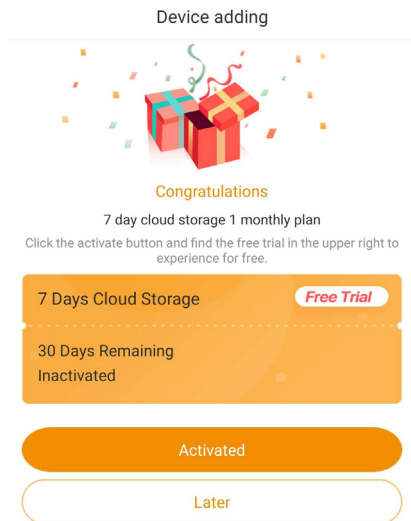 Device adding
Congratulations
7 day cloud storage 1 monthly plan
Click the activate button and find the free trial in the upper right to
experience for free.
7 Days Cloud Storage
Free Trial
30 Days Remaining
Inactivated
Activated
Later